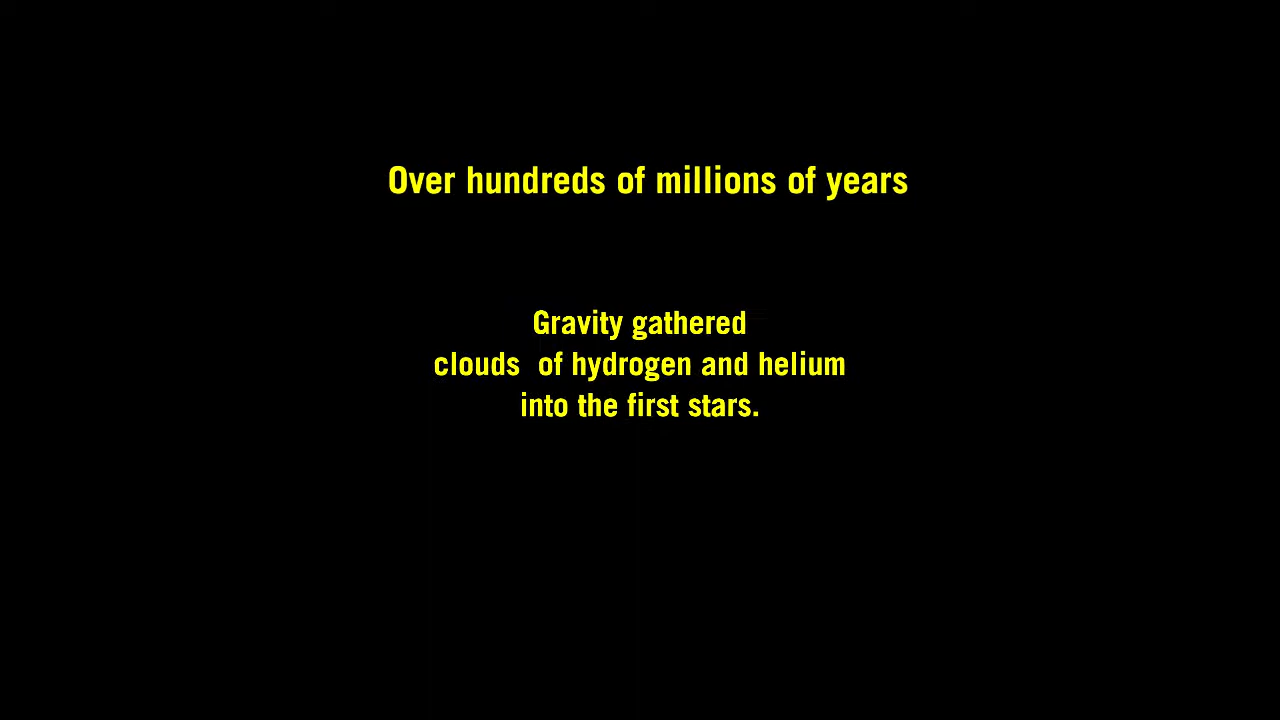 Over hundreds of millions of years
Gravity gathered
clouds  of hydrogen and helium
into the first stars.